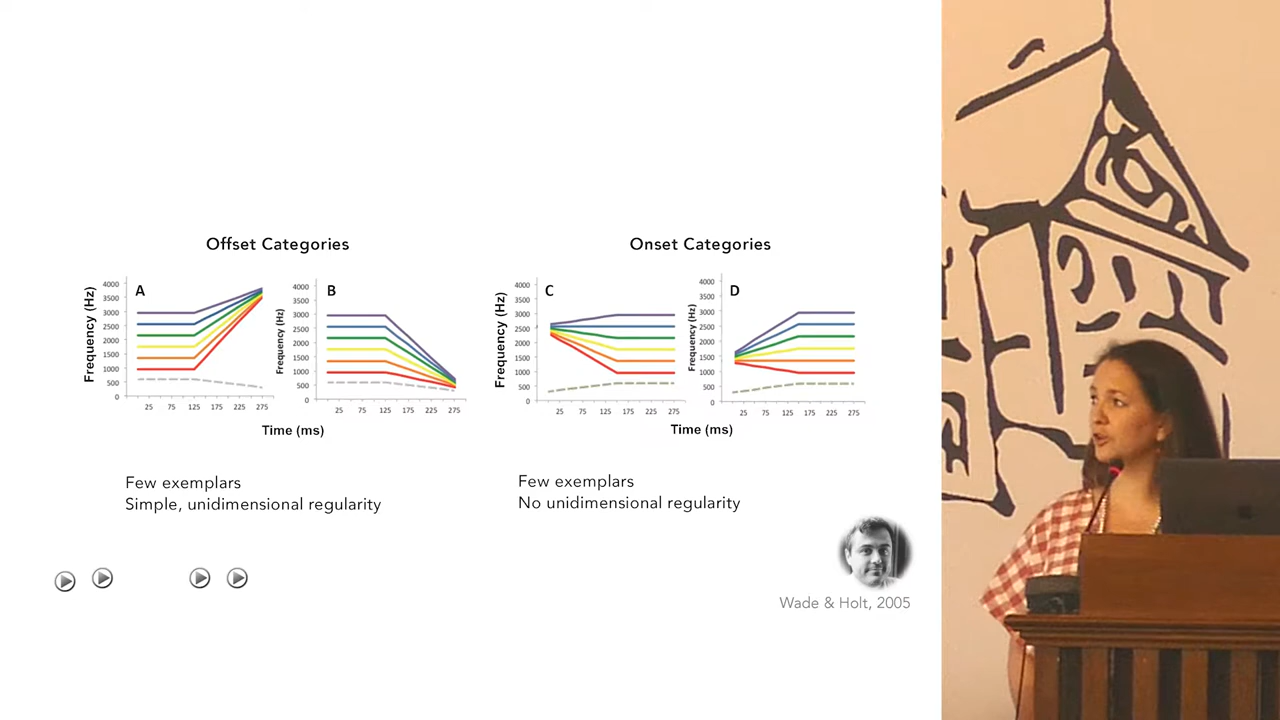 Offset Categories
Onset Categories
A
B
C
D
Frequency (Hz)
4000
3500
3000
2500
2000
1500
1000
500
0
25 75 125 175 225 275
Frequency (Hz)
4000
3500
3000
2500
2000
1500
1000
500
0
25 75 125 175 225 275
Time (ms)
Frequency (Hz)
4000
3500
3000
2500
2000
1500
1000
500
0
25 75 125 175 225 275
Frequency (Hz)
4000
3500
3000
2500
2000
1500
1000
500
0
25 75 125 175 225 275
Time (ms)
Few exemplars
Simple, unidimensional regularity
Few exemplars
No unidimensional regularity
Wade & Holt, 2005